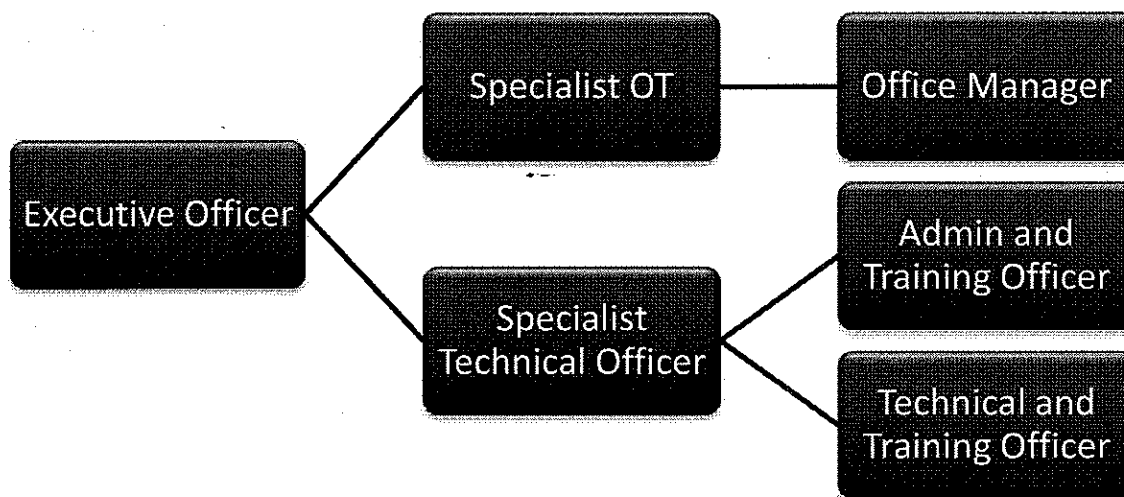 Executive Officer
Specialist OT
Office Manager
Specialist
Technical Officer
Admin and
Training Officer
Technical and
Training Officer